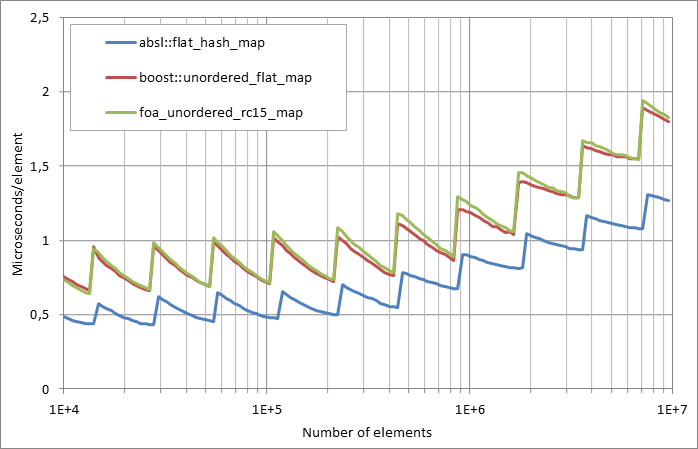 2,5
2
1,5
1
0,5
0
Microseconds/element
absl::flat_hash_map
boost::unordered_flat_map
foa_unordered_rc15_map
1E+4
1E+5
1E+6
1E+7
Number of elements